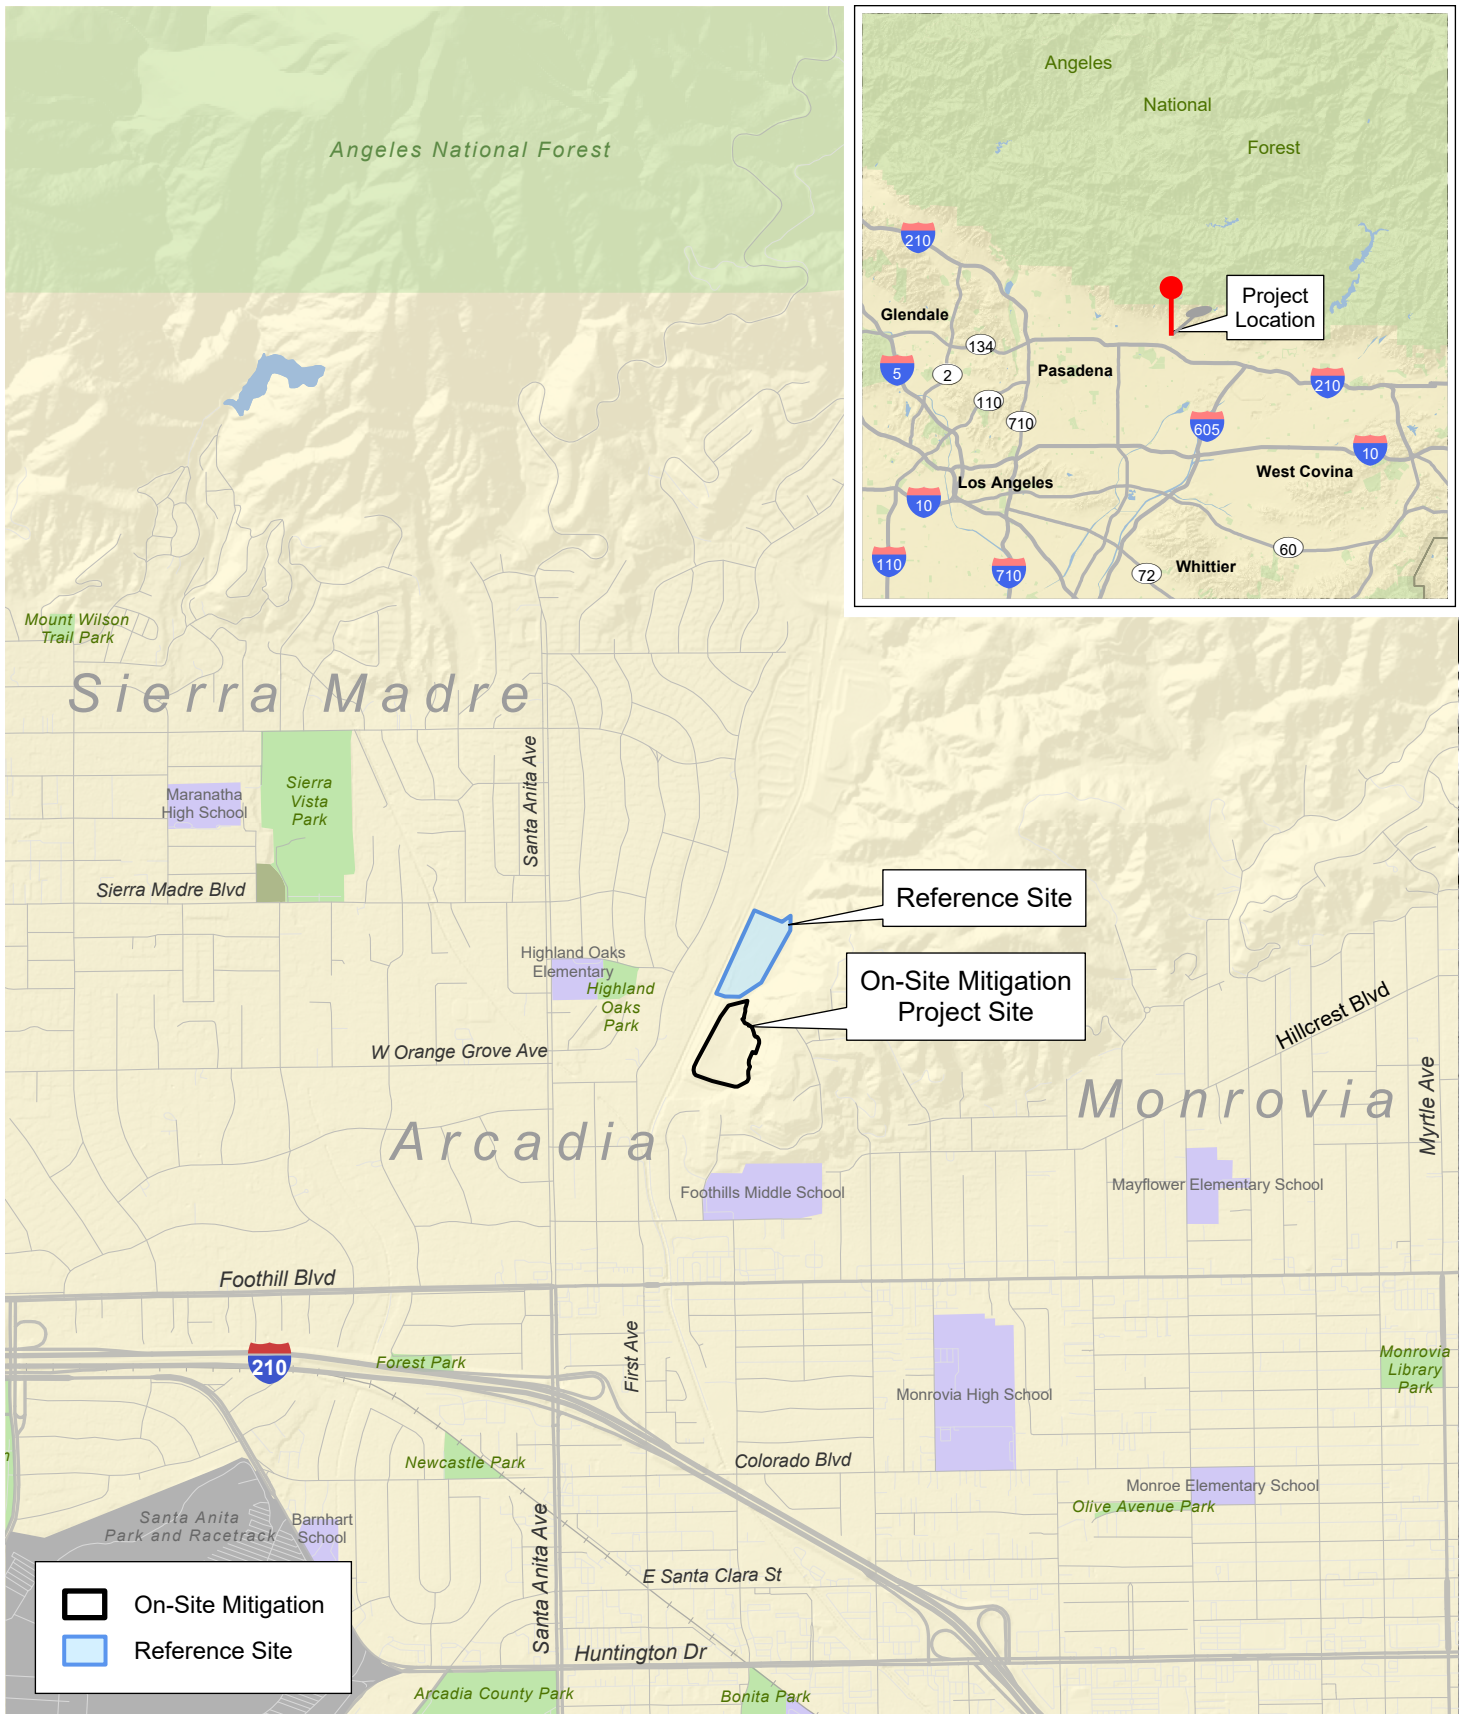 Angeles National Forest
Angeles
National
Forest
210
Glendale
Project
Location
134
5
2
Pasadena
210
110
710
605
10
West Covina
Los Angeles
10
60
110
710
72
Whittier
Mount Wilson
Trail Park
Sierra Madre
Santa Anita Ave
Maranatha
High School
Sierra
Vista
Park
Sierra Madre Blvd
Reference Site
Highland Oaks
Elementary
Highland
Oaks
Park
On-Site Mitigation
Project Site
Hillcrest Blvd
W Orange Grove Ave
Monrovia
Myrtle Ave
Arcadia
Foothills Middle School
Mayflower Elementary School
Foothill Blvd
First Ave
210
Forest Park
Monrovia
Library
Park
Monrovia High School
n
Newcastle Park
Colorado Blvd
Monroe Elementary School
Olive Avenue Park
Santa Anita
Park and Racetrack
Barnhart
School
Santa Anita Ave
E Santa Clara St
On-Site Mitigation
Reference Site
Huntington Dr
Arcadia County Park
Bonita Park